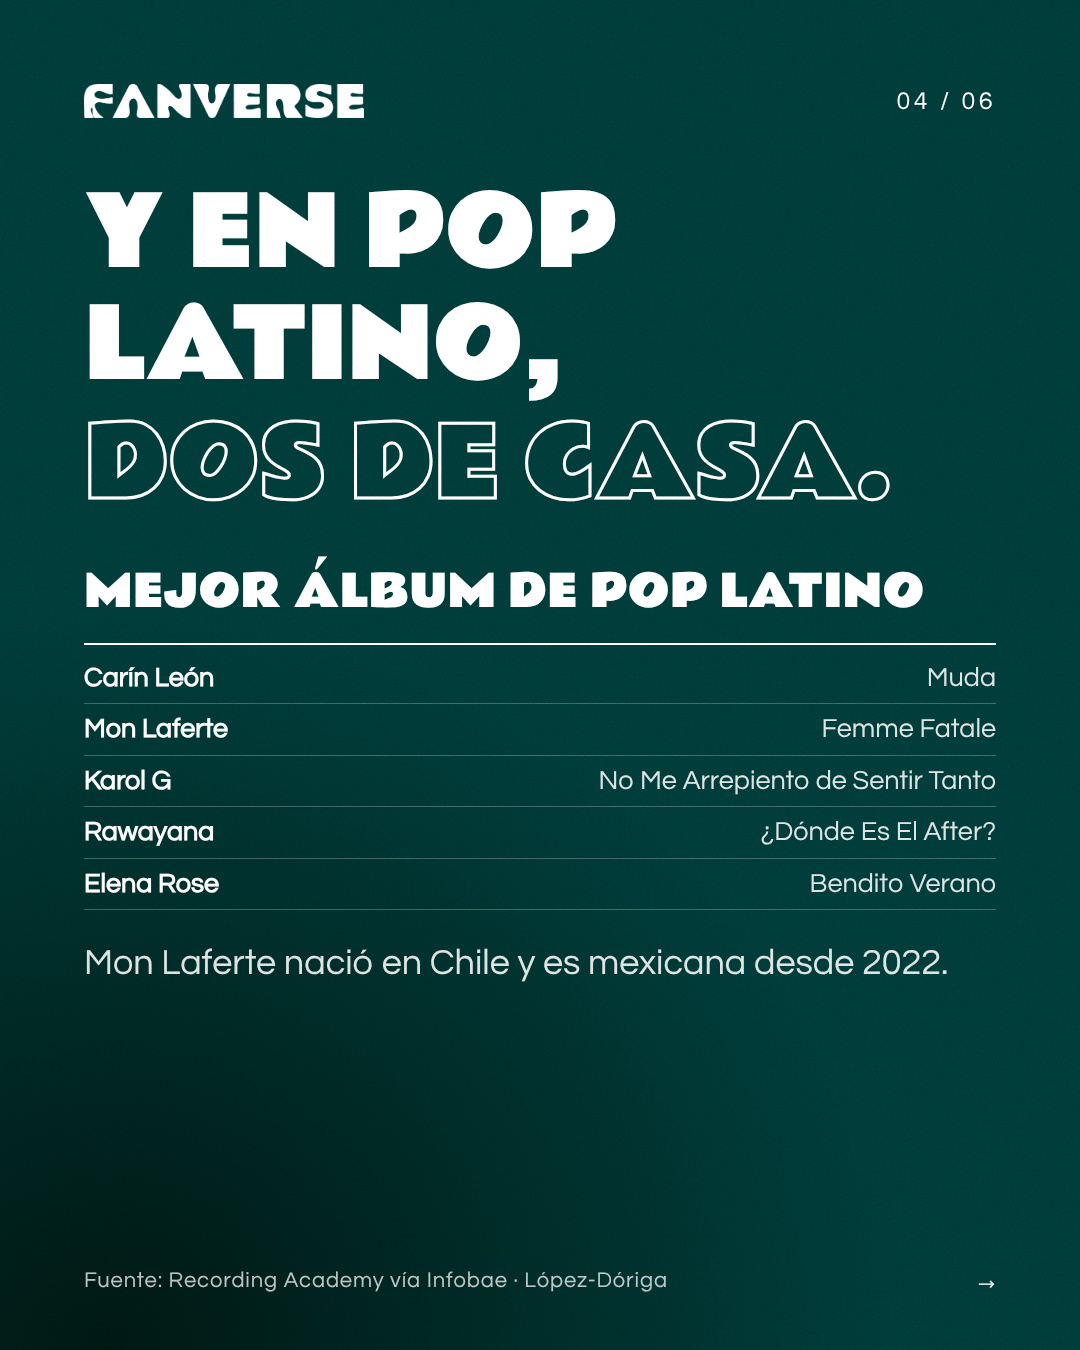 FANVERSE
04 / 06
Y EN POP
LATINO,
DOS DE CASA.
MEJOR ÁLBUM DE POP LATINO
Carín León Muda
Mon Laferte Femme Fatale
Karol G No Me Arrepiento de Sentir Tanto
Rawayana ¿Dónde Es El After?
Elena Rose Bendito Verano
Mon Laferte nació en Chile y es mexicana desde 2022.
Fuente: Recording Academy vía Infobae · López-Dóriga →